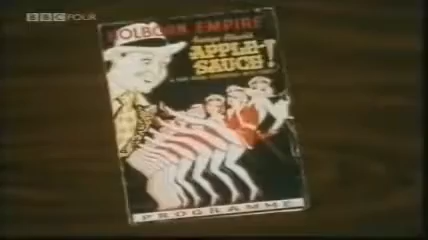 BBC FOUR
HOLBORN EMPIRE
APPLE-
SAUCE!
PROGRAMME